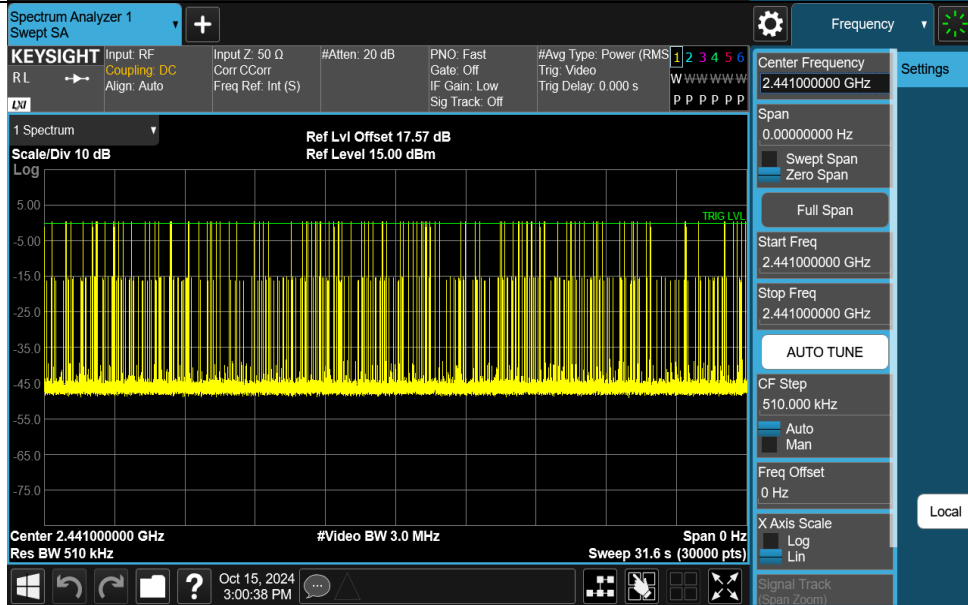 Spectrum Analyzer 1
Swept SA
Frequency
KEYSIGHT
RL
LXI
Input: RF
Coupling: DC
Align: Auto
Input Z: 50 Ω
Corr CCorr
Freq Ref: Int (S)
#Atten: 20 dB
PNO: Fast
Gate: Off
IF Gain: Low
Sig Track: Off
#Avg Type: Power (RMS
Trig: Video
Trig Delay: 0.000 s
1 2 3 4 5 6
W W W W W W
P P P P P P
Center Frequency
2.441000000 GHz
Settings
Span
0.00000000 Hz
Swept Span
Zero Span
Full Span
Start Freq
2.441000000 GHz
Stop Freq
2.441000000 GHz
AUTO TUNE
CF Step
510.000 kHz
Auto
Man
Freq Offset
0 Hz
X Axis Scale
Log
Lin
Signal Track
(Span Zoom)
Local
1 Spectrum
Scale/Div 10 dB
Ref Lvl Offset 17.57 dB
Ref Level 15.00 dBm
Log
TRIG LVL
5.00
-5.00
-15.0
-25.0
-35.0
-45.0
-55.0
-65.0
-75.0
Center 2.441000000 GHz
#Video BW 3.0 MHz
Span 0 Hz
Res BW 510 kHz
Sweep 31.6 s (30000 pts)
?
Oct 15, 2024
3:00:38 PM